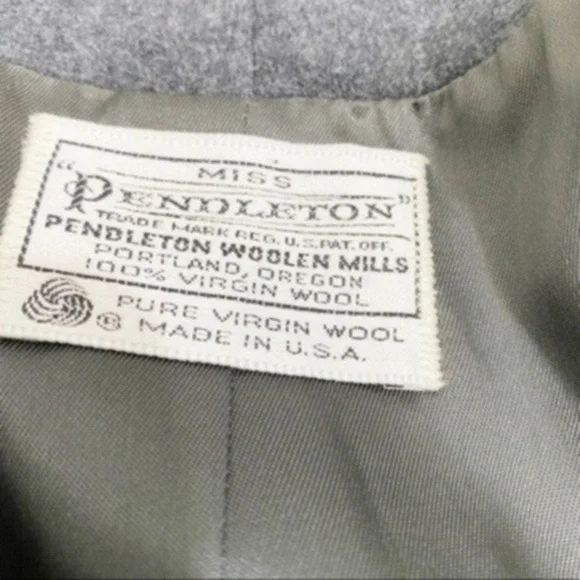 MISS
"PENDLETON"
TRADE MARK REG. U.S. PAT. OFF.
PENDLETON WOOLEN MILLS
PORTLAND, OREGON
100% VIRGIN WOOL
PURE VIRGIN WOOL
® MADE IN U.S.A.